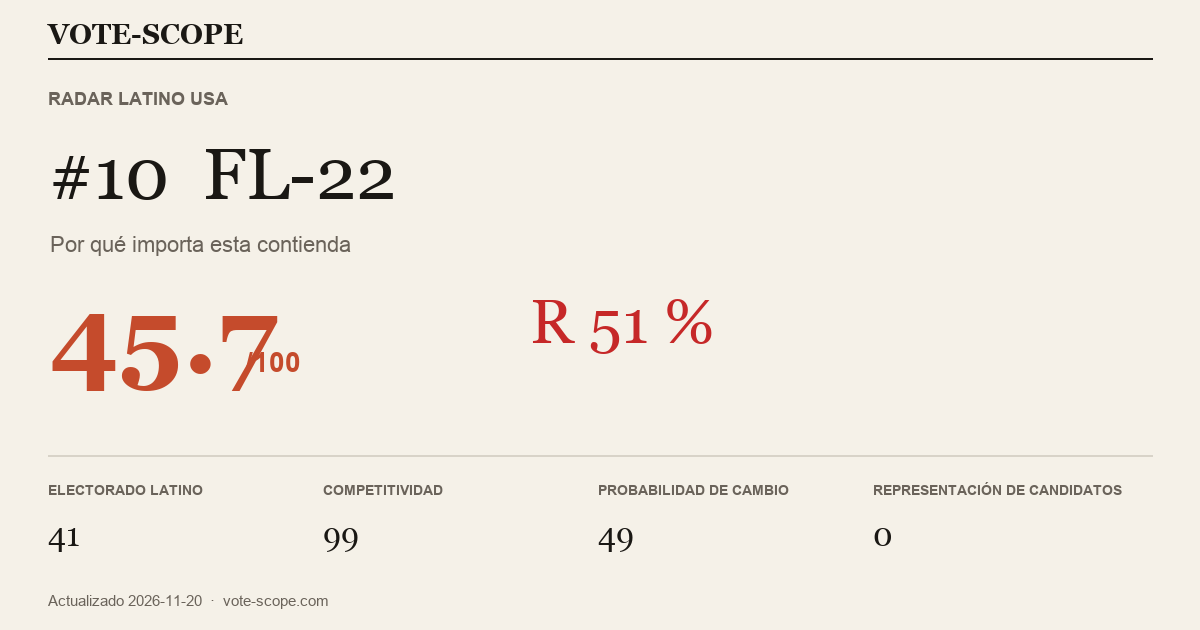 VOTE-SCOPE
RADAR LATINO USA
#10 FL-22
Por qué importa esta contienda
45.7/100
R 51 %
ELECTORADO LATINO
COMPETITIVIDAD
PROBABILIDAD DE CAMBIO
REPRESENTACIÓN DE CANDIDATOS
41
99
49
0
Actualizado 2026-11-20 · vote-scope.com